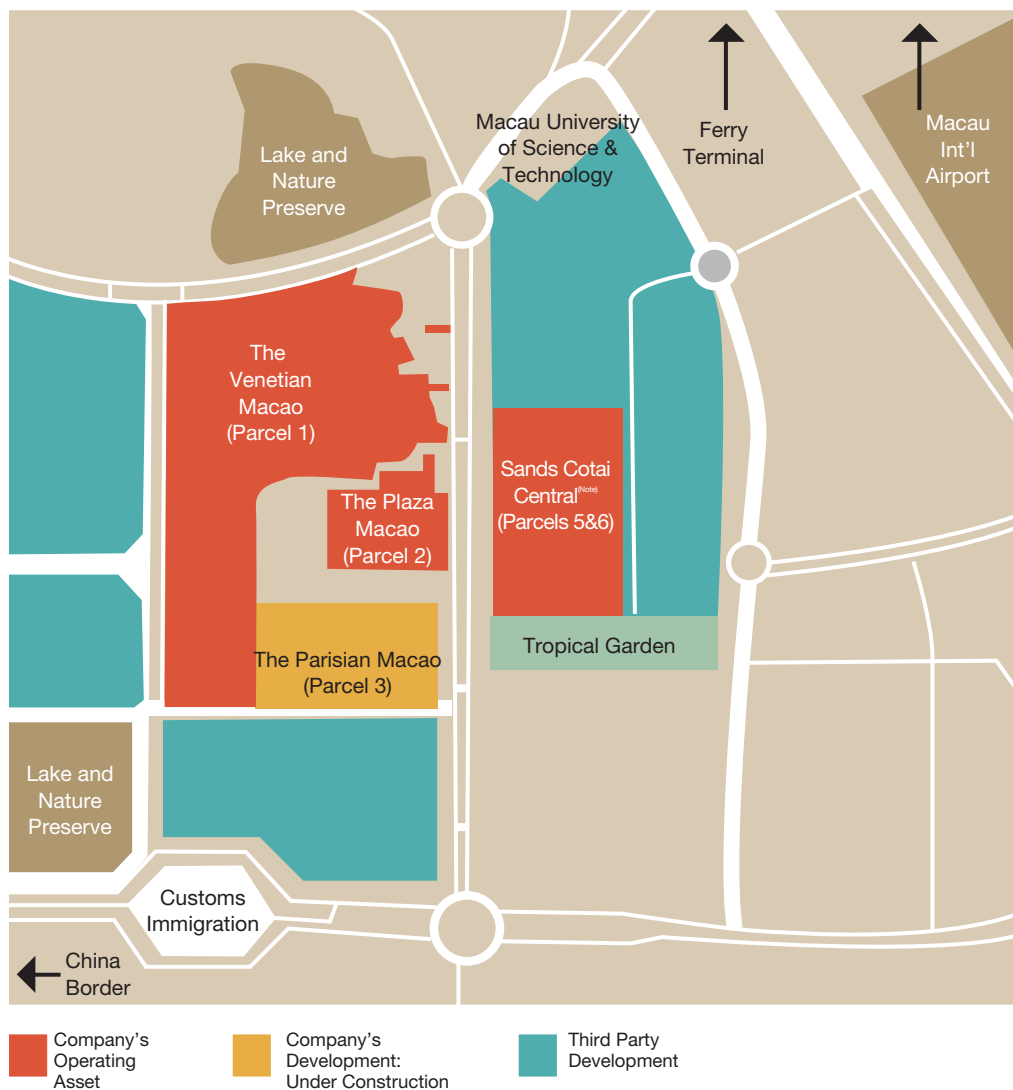 Macau University
of Science &
Technology
Ferry
Terminal
Macau
Int'l
Airport
Lake and
Nature
Preserve
The
Venetian
Macao
(Parcel 1)
Sands Cotai
Central(Note)
(Parcels 5&6)
The Plaza
Macao
(Parcel 2)
The Parisian Macao
(Parcel 3)
Tropical Garden
Lake and
Nature
Preserve
Customs
Immigration
China
Border
Company's
Operating
Asset
Company's
Development:
Under Construction
Third Party
Development